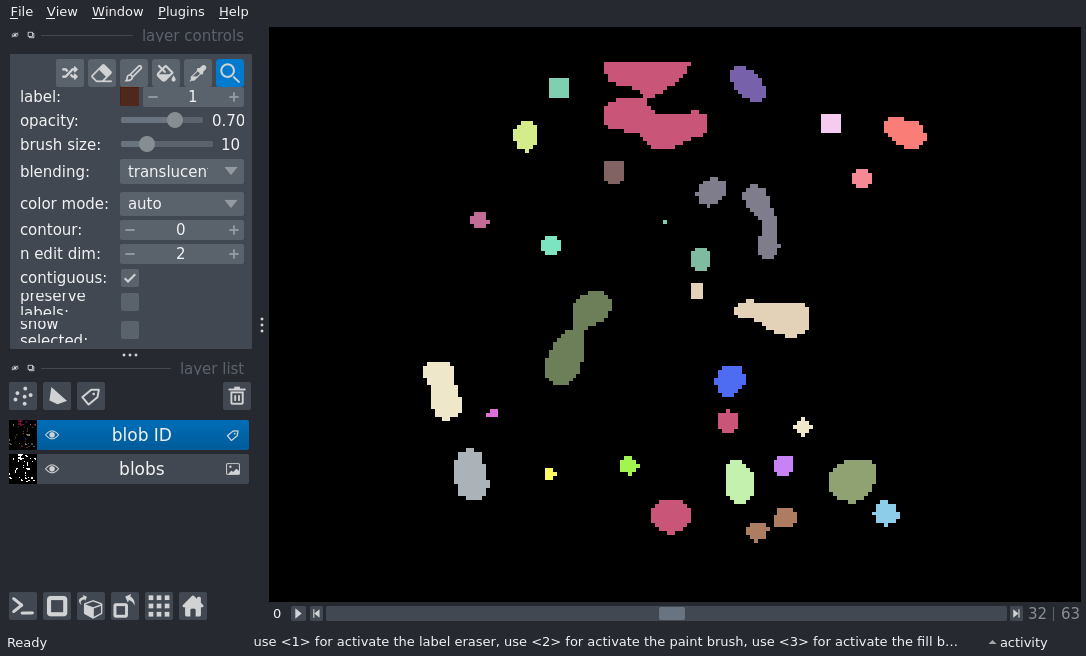 File View Window Plugins Help
layer controls
label: 1
opacity: 0.70
brush size: 10
blending: translucen
color mode: auto
contour: 0
n edit dim: 2
contiguous:
preserve
labels:
show
selected:
layer list
blob ID
blobs
0 32 | 63
Ready use <1> for activate the label eraser, use <2> for activate the paint brush, use <3> for activate the fill b... activity